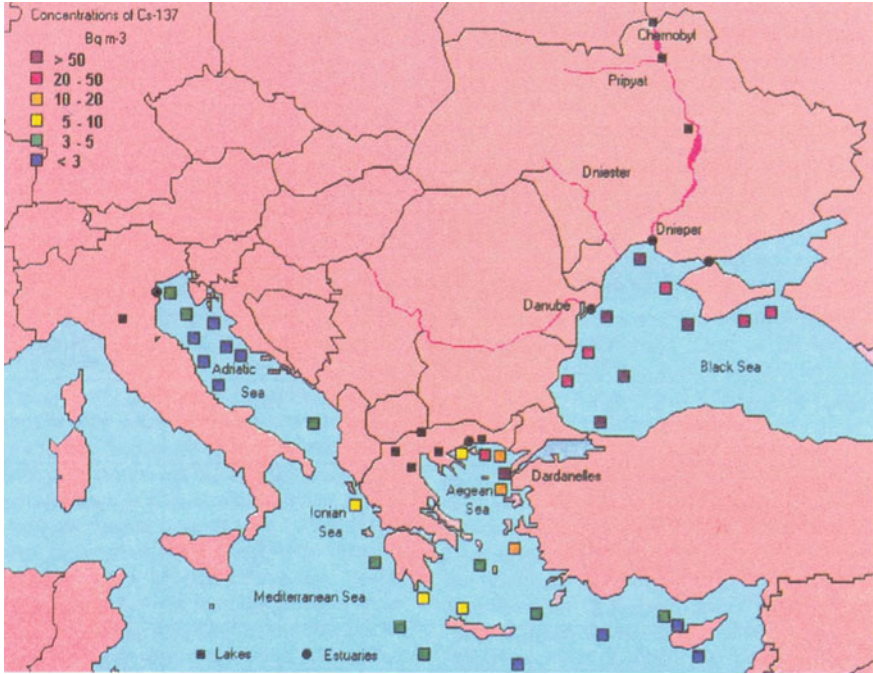 Concentrations of Cs-137
Bq m-3
> 50
20 - 50
10 - 20
5 - 10
3 - 5
< 3
Chernobyl
Pripyat
Dniester
Dnieper
Danube
Adriatic
Sea
Black Sea
Dardanelles
Aegean
Sea
Ionian
Sea
Mediterranean Sea
Lakes
Estuaries